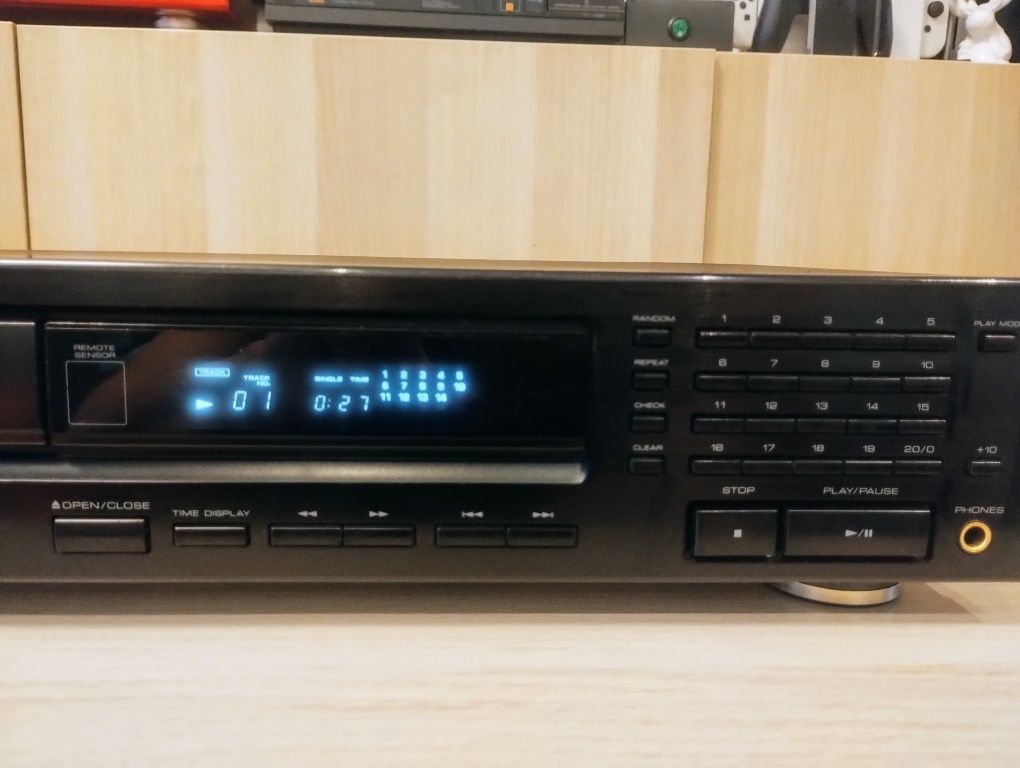 REMOTE
SENSOR
TRACK
TRACK
NO.
01
SINGLE TIME
0:27
1 2 3 4 5
6 7 8 9 10
11 12 13 14
RANDOM
REPEAT
CHECK
CLEAR
1 2 3 4 5
6 7 8 9 10
11 12 13 14 15
16 17 18 19 20/0
PLAY MOD
+10
OPEN/CLOSE
TIME DISPLAY
STOP
PLAY/PAUSE
PHONES